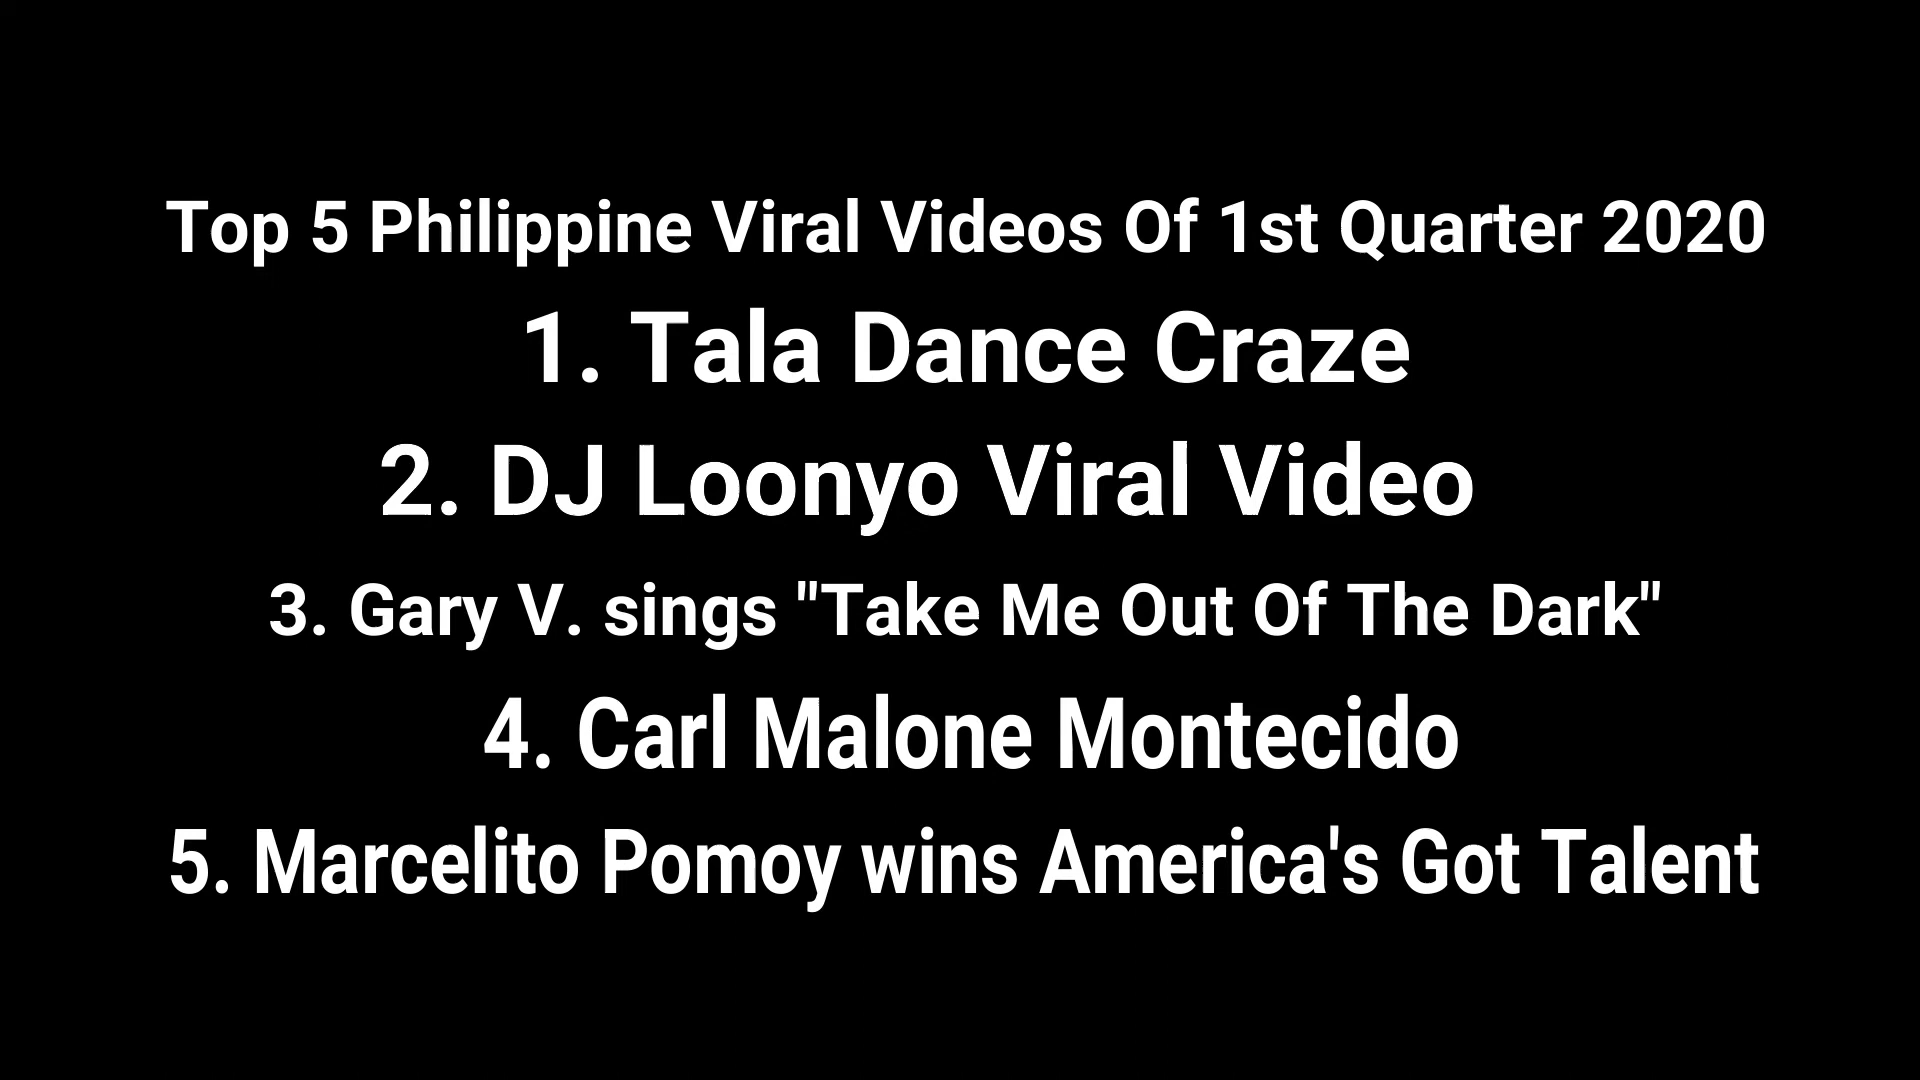 Top 5 Philippine Viral Videos Of 1st Quarter 2020
1. Tala Dance Craze
2. DJ Loonyo Viral Video
3. Gary V. sings "Take Me Out Of The Dark"
4. Carl Malone Montecido
5. Marcelito Pomoy wins America's Got Talent